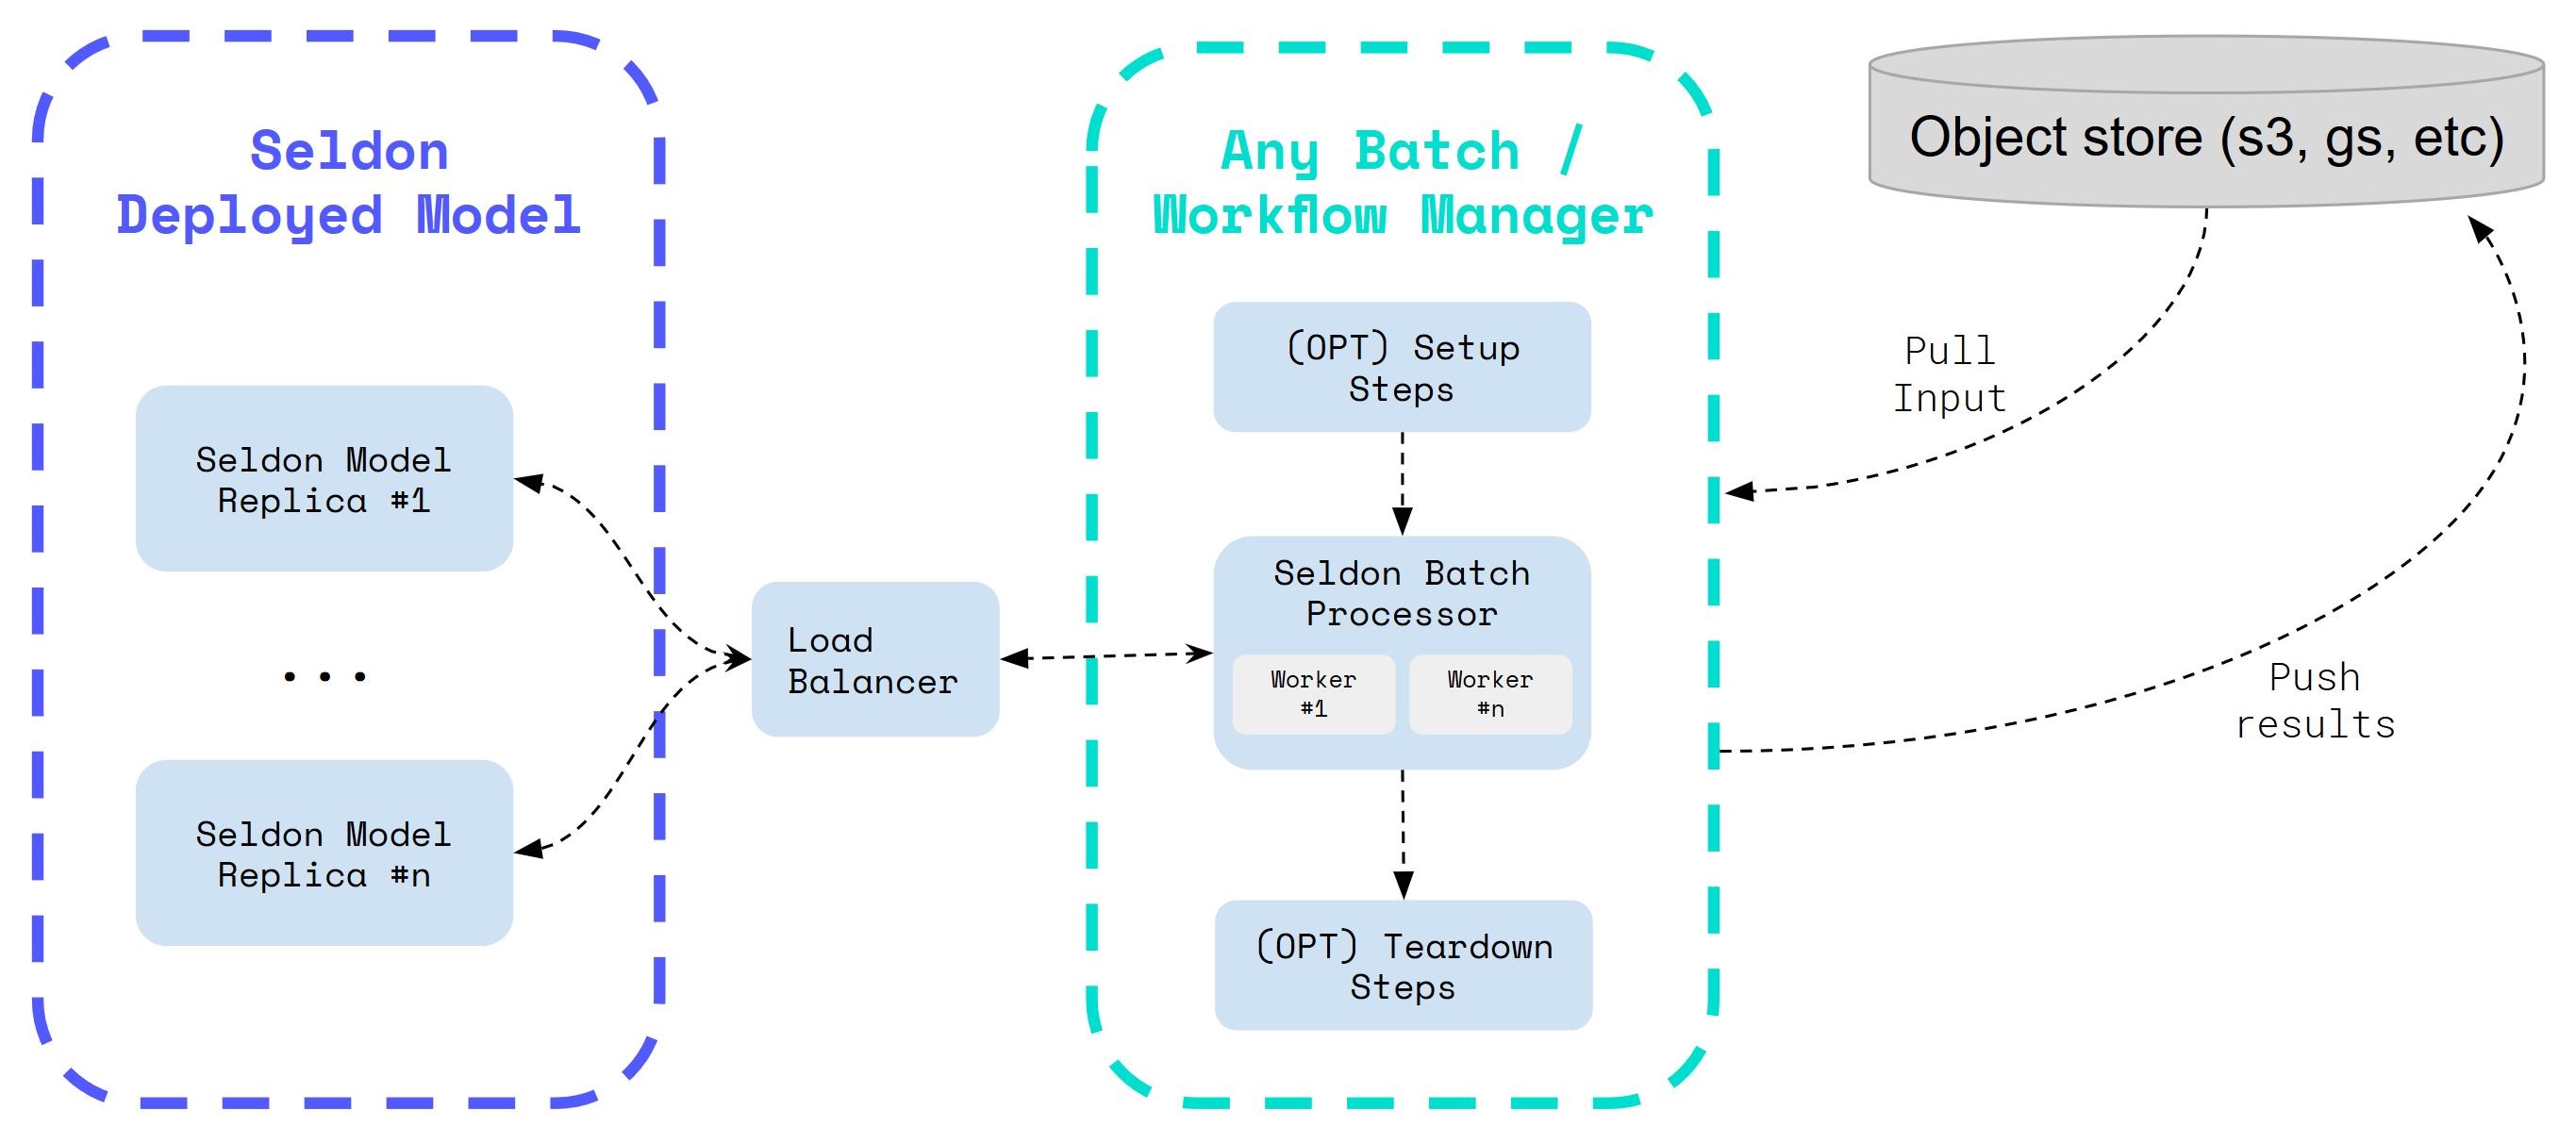 Seldon
Deployed Model
Seldon Model
Replica #1
...
Seldon Model
Replica #n
Load
Balancer
Any Batch /
Workflow Manager
(OPT) Setup
Steps
Seldon Batch
Processor
Worker
#1
Worker
#n
(OPT) Teardown
Steps
Object store (s3, gs, etc)
Pull
Input
Push
results